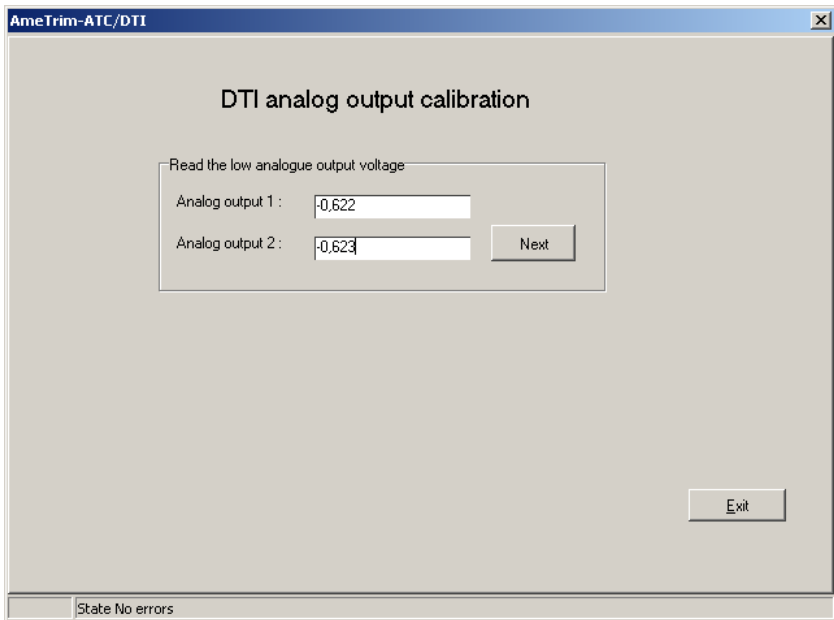 AmeTrim-ATC/DTI
DTI analog output calibration
Read the low analogue output voltage
Analog output 1 : -0,622
Analog output 2 : -0,623
Next
Exit
State No errors